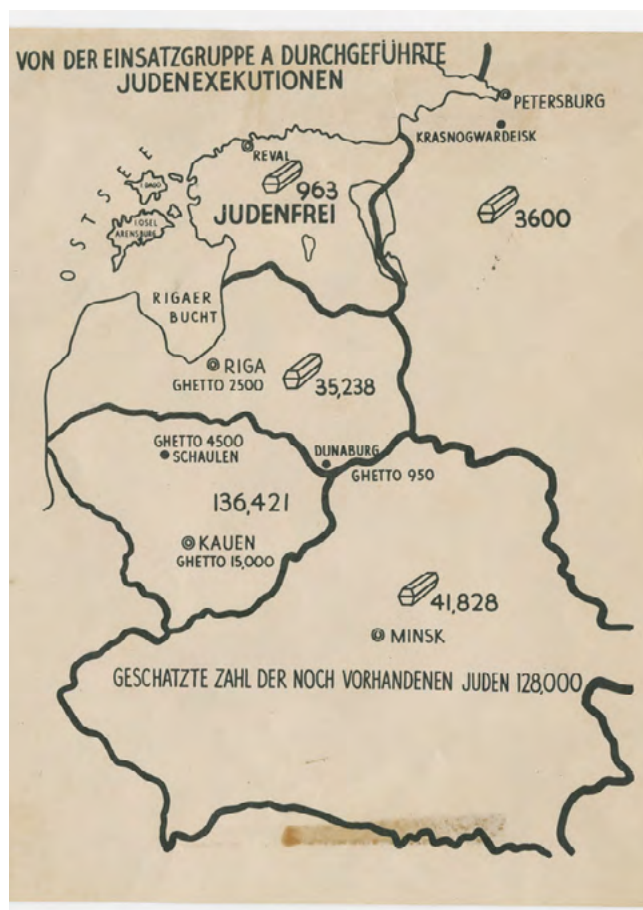 VON DER EINSATZGRUPPE A DURCHGEFÜHRTE
JUDENEXEKUTIONEN
PETERSBURG
KRASNOGWARDEISK
REVAL
963
JUDENFREI
3600
OSTSEE
I. DAGO
I. OSEL
ARENSBURG
RIGAER
BUCHT
RIGA
GHETTO 2500
35,238
GHETTO 4500
SCHAULEN
DUNABURG
GHETTO 950
136,421
KAUEN
GHETTO 15,000
41,828
MINSK
GESCHATZTE ZAHL DER NOCH VORHANDENEN JUDEN 128,000